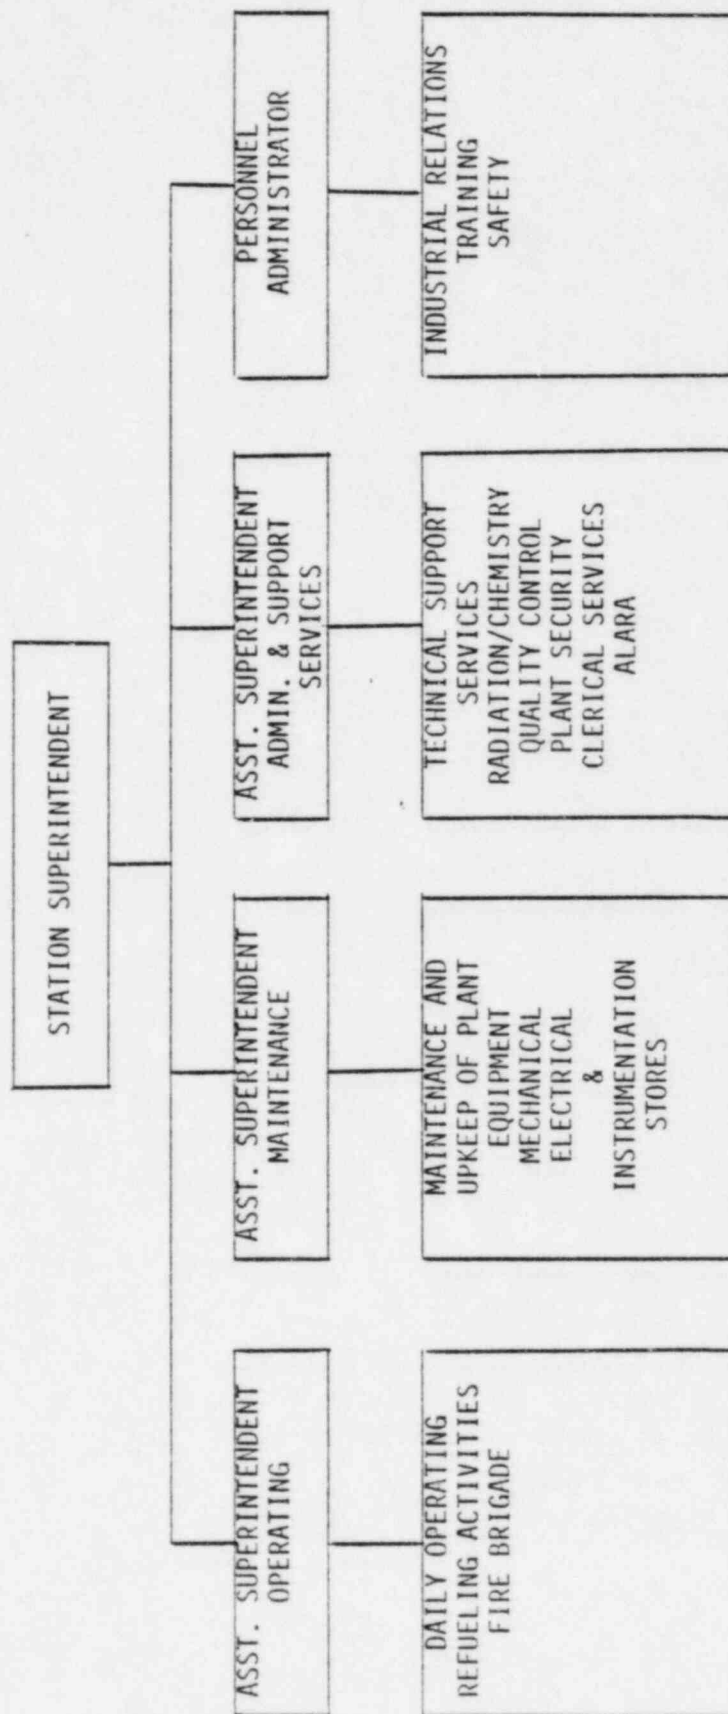 STATION SUPERINTENDENT
ASST. SUPERINTENDENT
OPERATING
ASST. SUPERINTENDENT
MAINTENANCE
ASST. SUPERINTENDENT
ADMIN. & SUPPORT
SERVICES
PERSONNEL
ADMINISTRATOR
DAILY OPERATING
REFUELING ACTIVITIES
FIRE BRIGADE
MAINTENANCE AND
UPKEEP OF PLANT
EQUIPMENT
MECHANICAL
ELECTRICAL
&
INSTRUMENTATION
STORES
TECHNICAL SUPPORT
SERVICES
RADIATION/CHEMISTRY
QUALITY CONTROL
PLANT SECURITY
CLERICAL SERVICES
ALARA
INDUSTRIAL RELATIONS
TRAINING
SAFETY